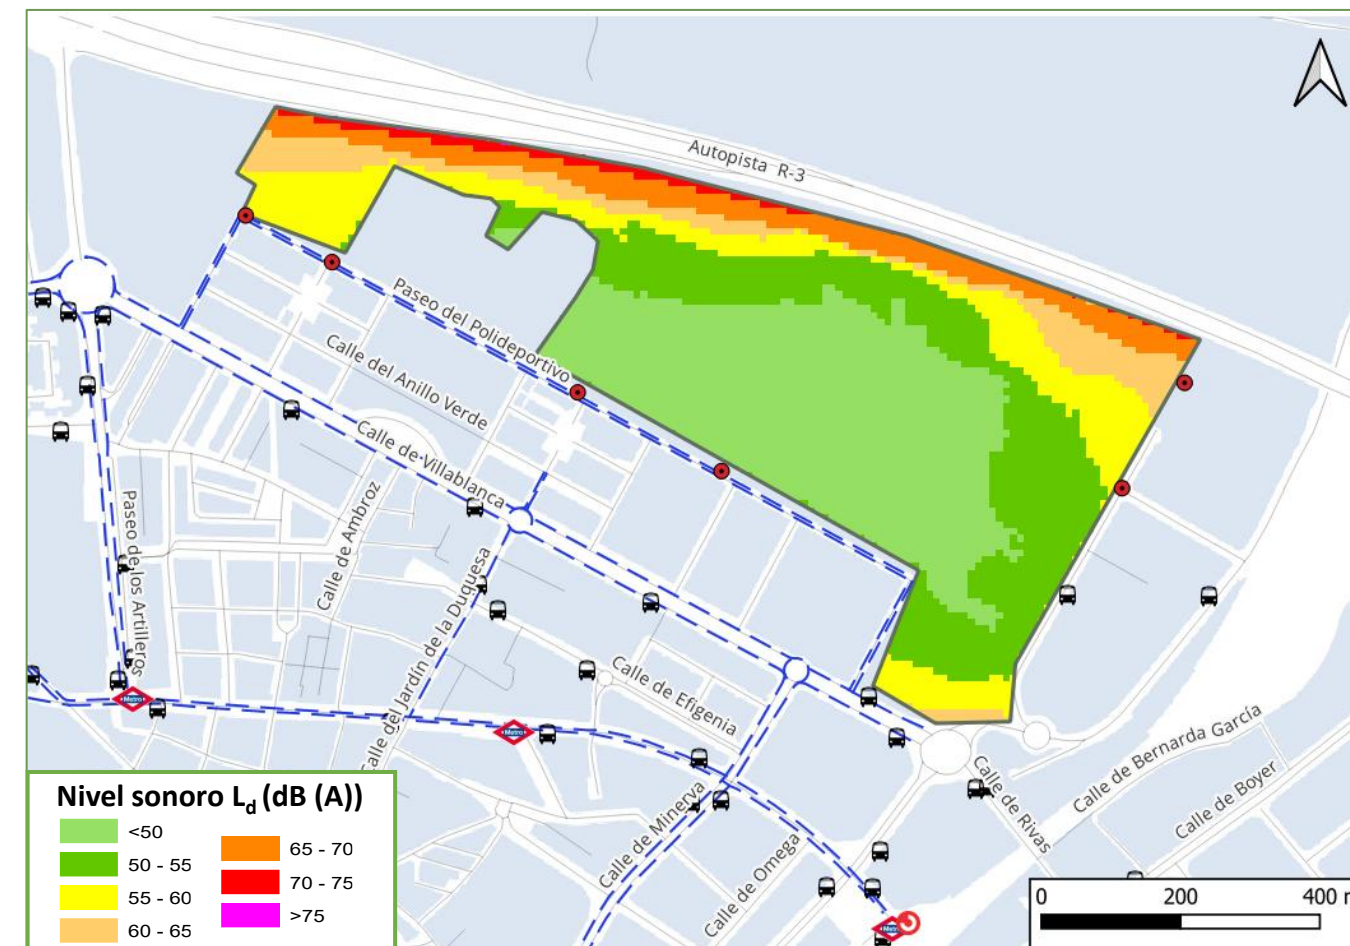 Autopista R-3
Paseo del Polideportivo
Calle del Anillo Verde
Calle de Villablanca
Paseo de los Artilleros
Calle de Ambroz
Calle del Jardín de la Duquesa
Calle de Efigenia
Calle de Minerva
Calle de Omega
Calle de Rivas
Calle de Bernarda García
Calle de Boyer
Metro
Metro
Metro
Nivel sonoro Ld (dB (A))
<50
50 - 55
55 - 60
60 - 65
65 - 70
70 - 75
>75
0 200 400 m